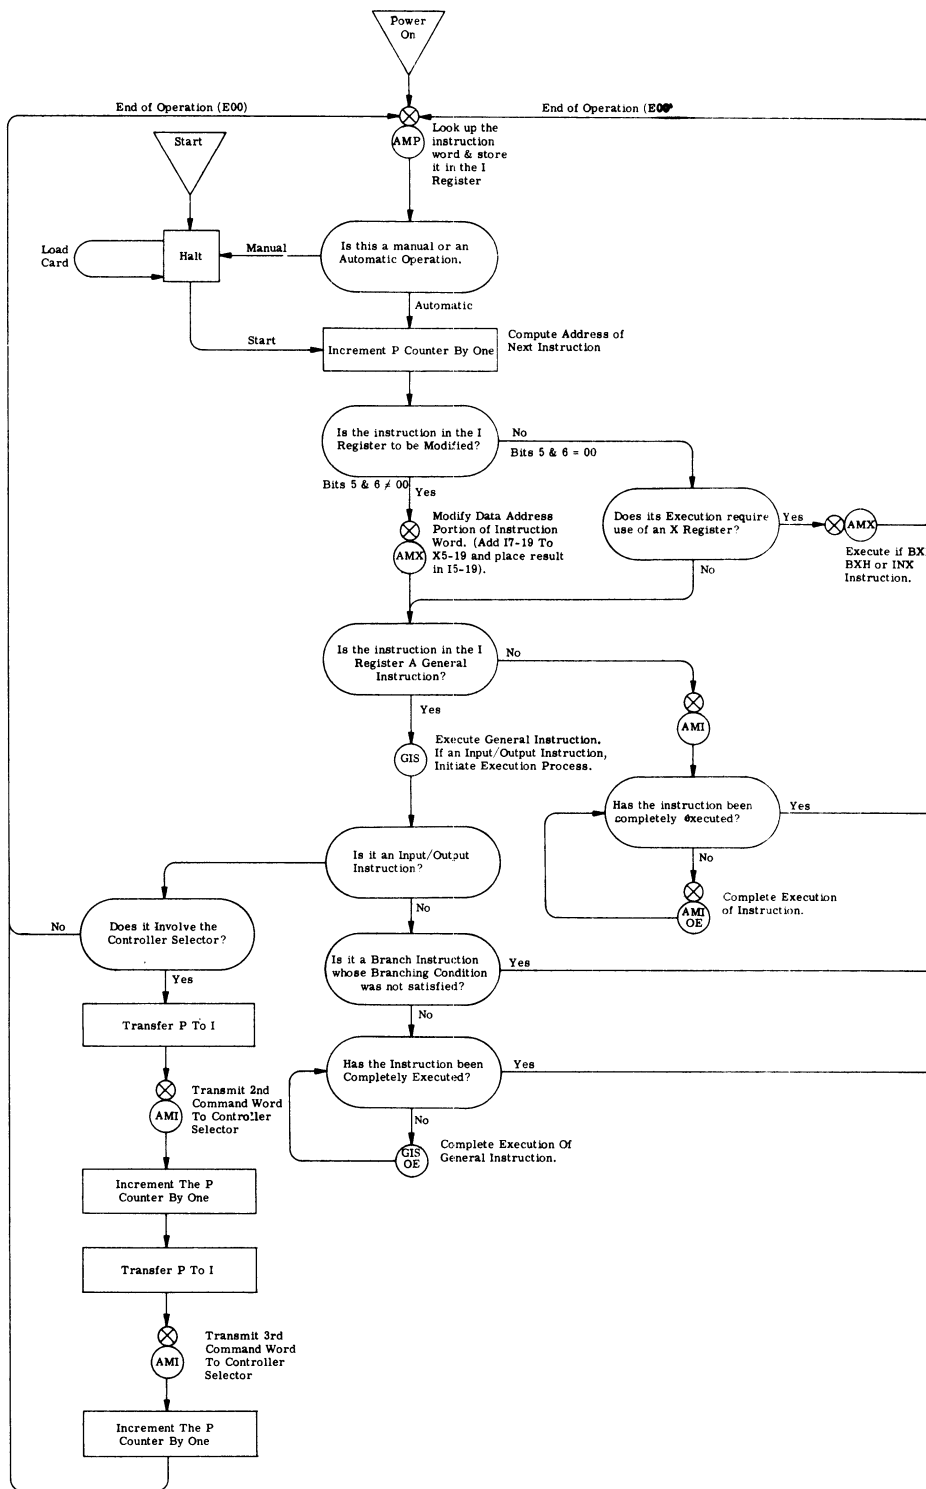 Power
On
End of Operation (E00)
End of Operation (E00
Start
AMP
Look up the
instruction
word & store
it in the I
Register
Load
Card
Halt
Manual
Is this a manual or an
Automatic Operation.
Automatic
Start
Increment P Counter By One
Compute Address of
Next Instruction
Is the instruction in the I
Register to be Modified?
No
Bits 5 & 6 = 00
Bits 5 & 6 ≠ 00
Yes
AMX
Modify Data Address
Portion of Instruction
Word. (Add I7-19 To
X5-19 and place result
in I5-19).
Does its Execution require
use of an X Register?
Yes
AMX
Execute if BX
BXH or INX
Instruction.
No
Is the instruction in the I
Register A General
Instruction?
No
Yes
AMI
GIS
Execute General Instruction.
If an Input/Output Instruction,
Initiate Execution Process.
Has the instruction been
completely executed?
Yes
No
AMI
OE
Complete Execution
of Instruction.
Is it an Input/Output
Instruction?
No
No
Does it Involve the
Controller Selector?
Yes
Is it a Branch Instruction
whose Branching Condition
was not satisfied?
Yes
No
Transfer P To I
Has the Instruction been
Completely Executed?
Yes
No
AMI
Transmit 2nd
Command Word
To Controller
Selector
GIS
OE
Complete Execution Of
General Instruction.
Increment The P
Counter By One
Transfer P To I
AMI
Transmit 3rd
Command Word
To Controller
Selector
Increment The P
Counter By One